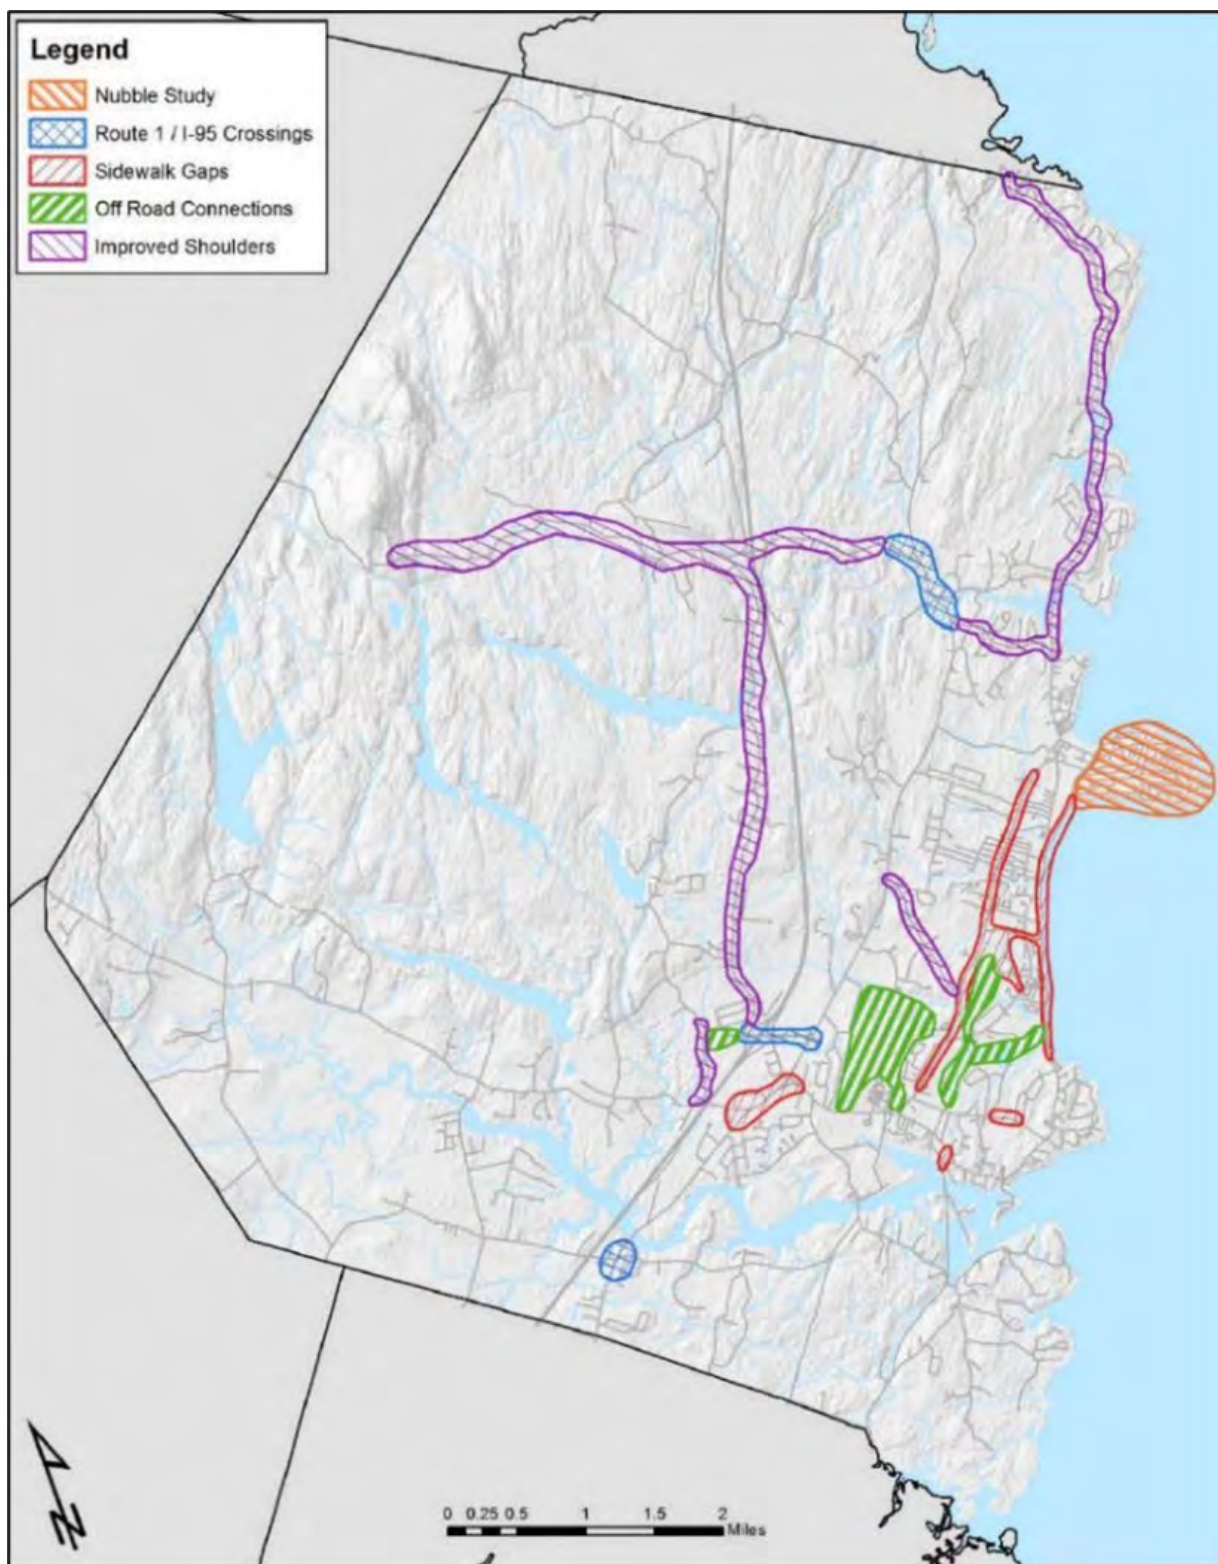 Legend
Nubble Study
Route 1 / I-95 Crossings
Sidewalk Gaps
Off Road Connections
Improved Shoulders
N
0 0.25 0.5 1 1.5 2
Miles